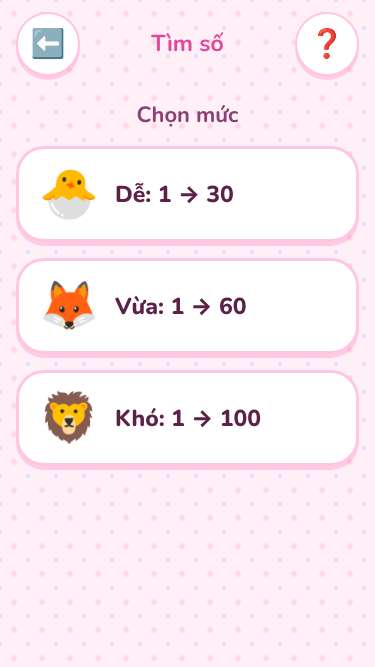 Tìm số
Chọn mức
Dễ: 1 → 30
Vừa: 1 → 60
Khó: 1 → 100